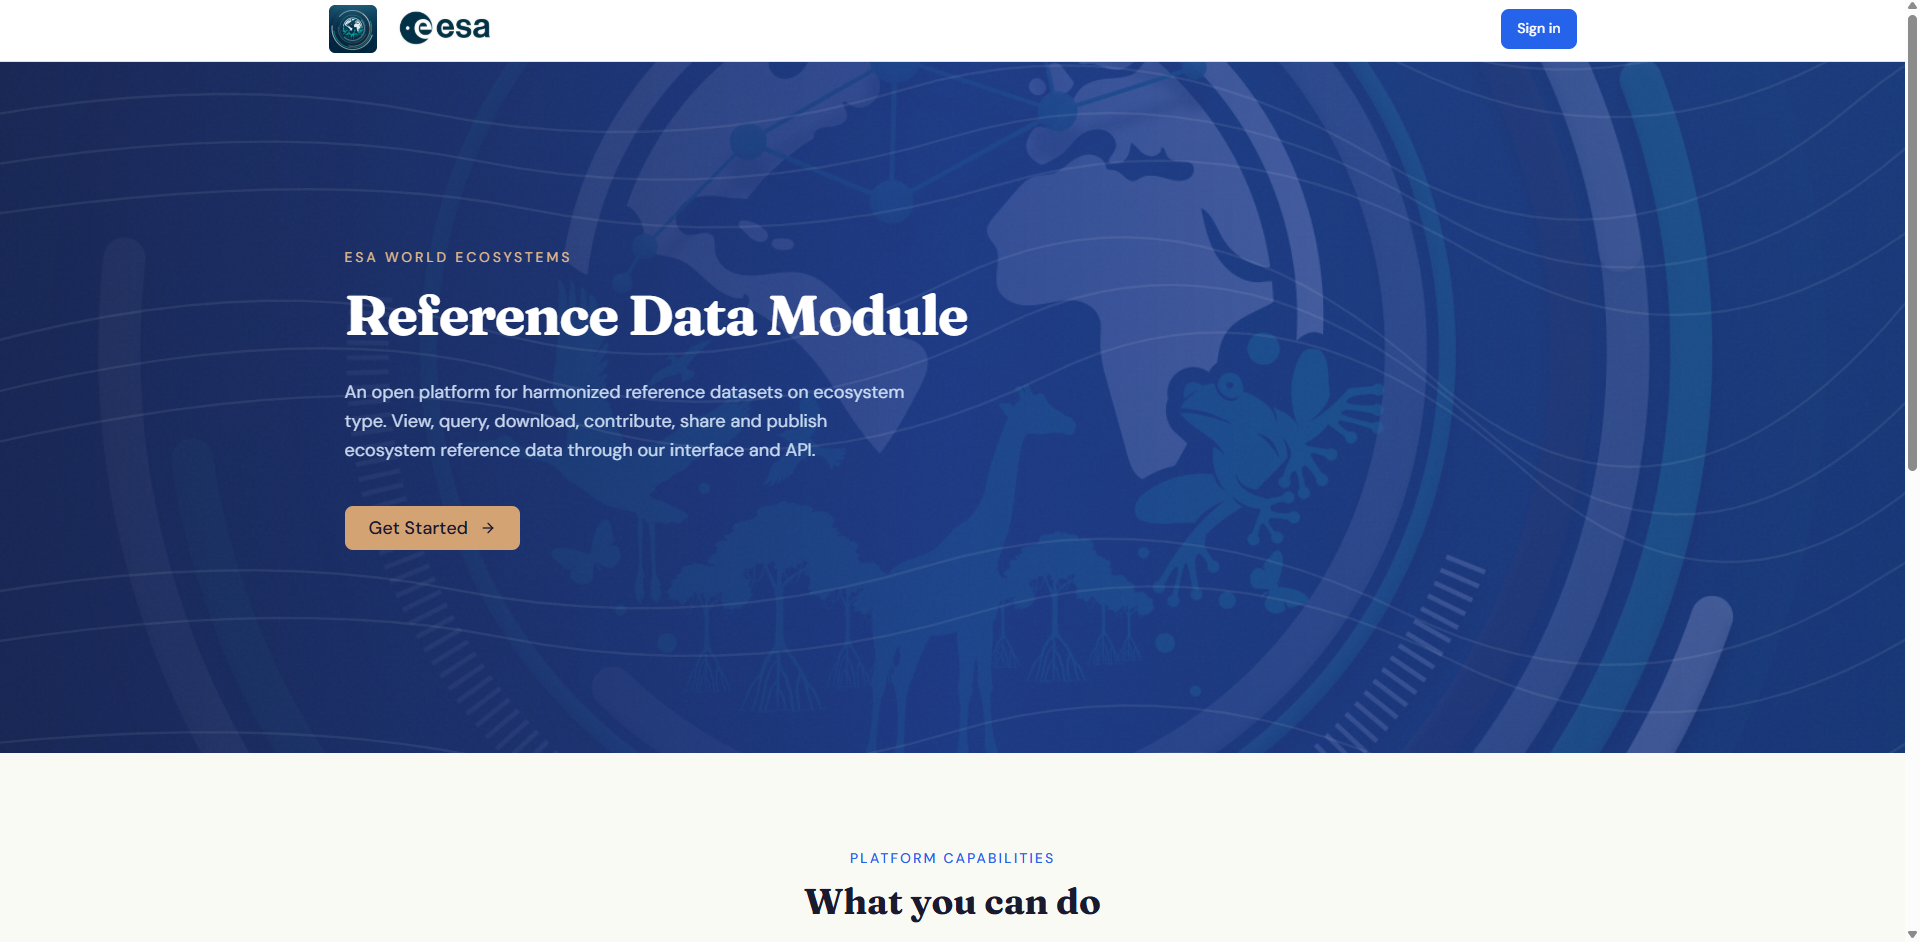 esa
Sign in
ESA WORLD ECOSYSTEMS
Reference Data Module
An open platform for harmonized reference datasets on ecosystem
type. View, query, download, contribute, share and publish
ecosystem reference data through our interface and API.
Get Started →
PLATFORM CAPABILITIES
What you can do